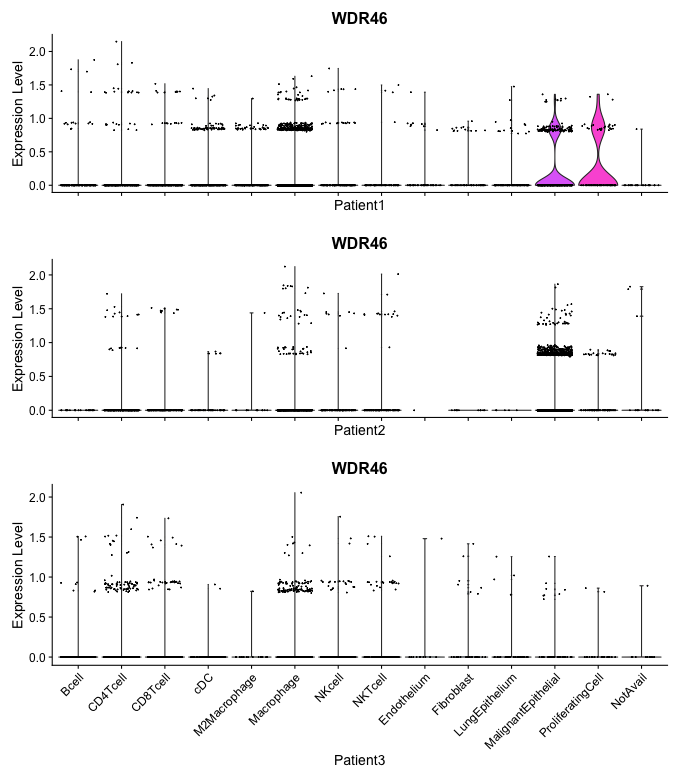 WDR46
Expression Level
2.0
1.5
1.0
0.5
0.0
Patient1
WDR46
Expression Level
2.0
1.5
1.0
0.5
0.0
Patient2
WDR46
Expression Level
2.0
1.5
1.0
0.5
0.0
Bcell
CD4Tcell
CD8Tcell
cDC
M2Macrophage
Macrophage
NKcell
NKTcell
Endothelium
Fibroblast
LungEpithelium
MalignantEpithelial
ProliferatingCell
NotAvail
Patient3